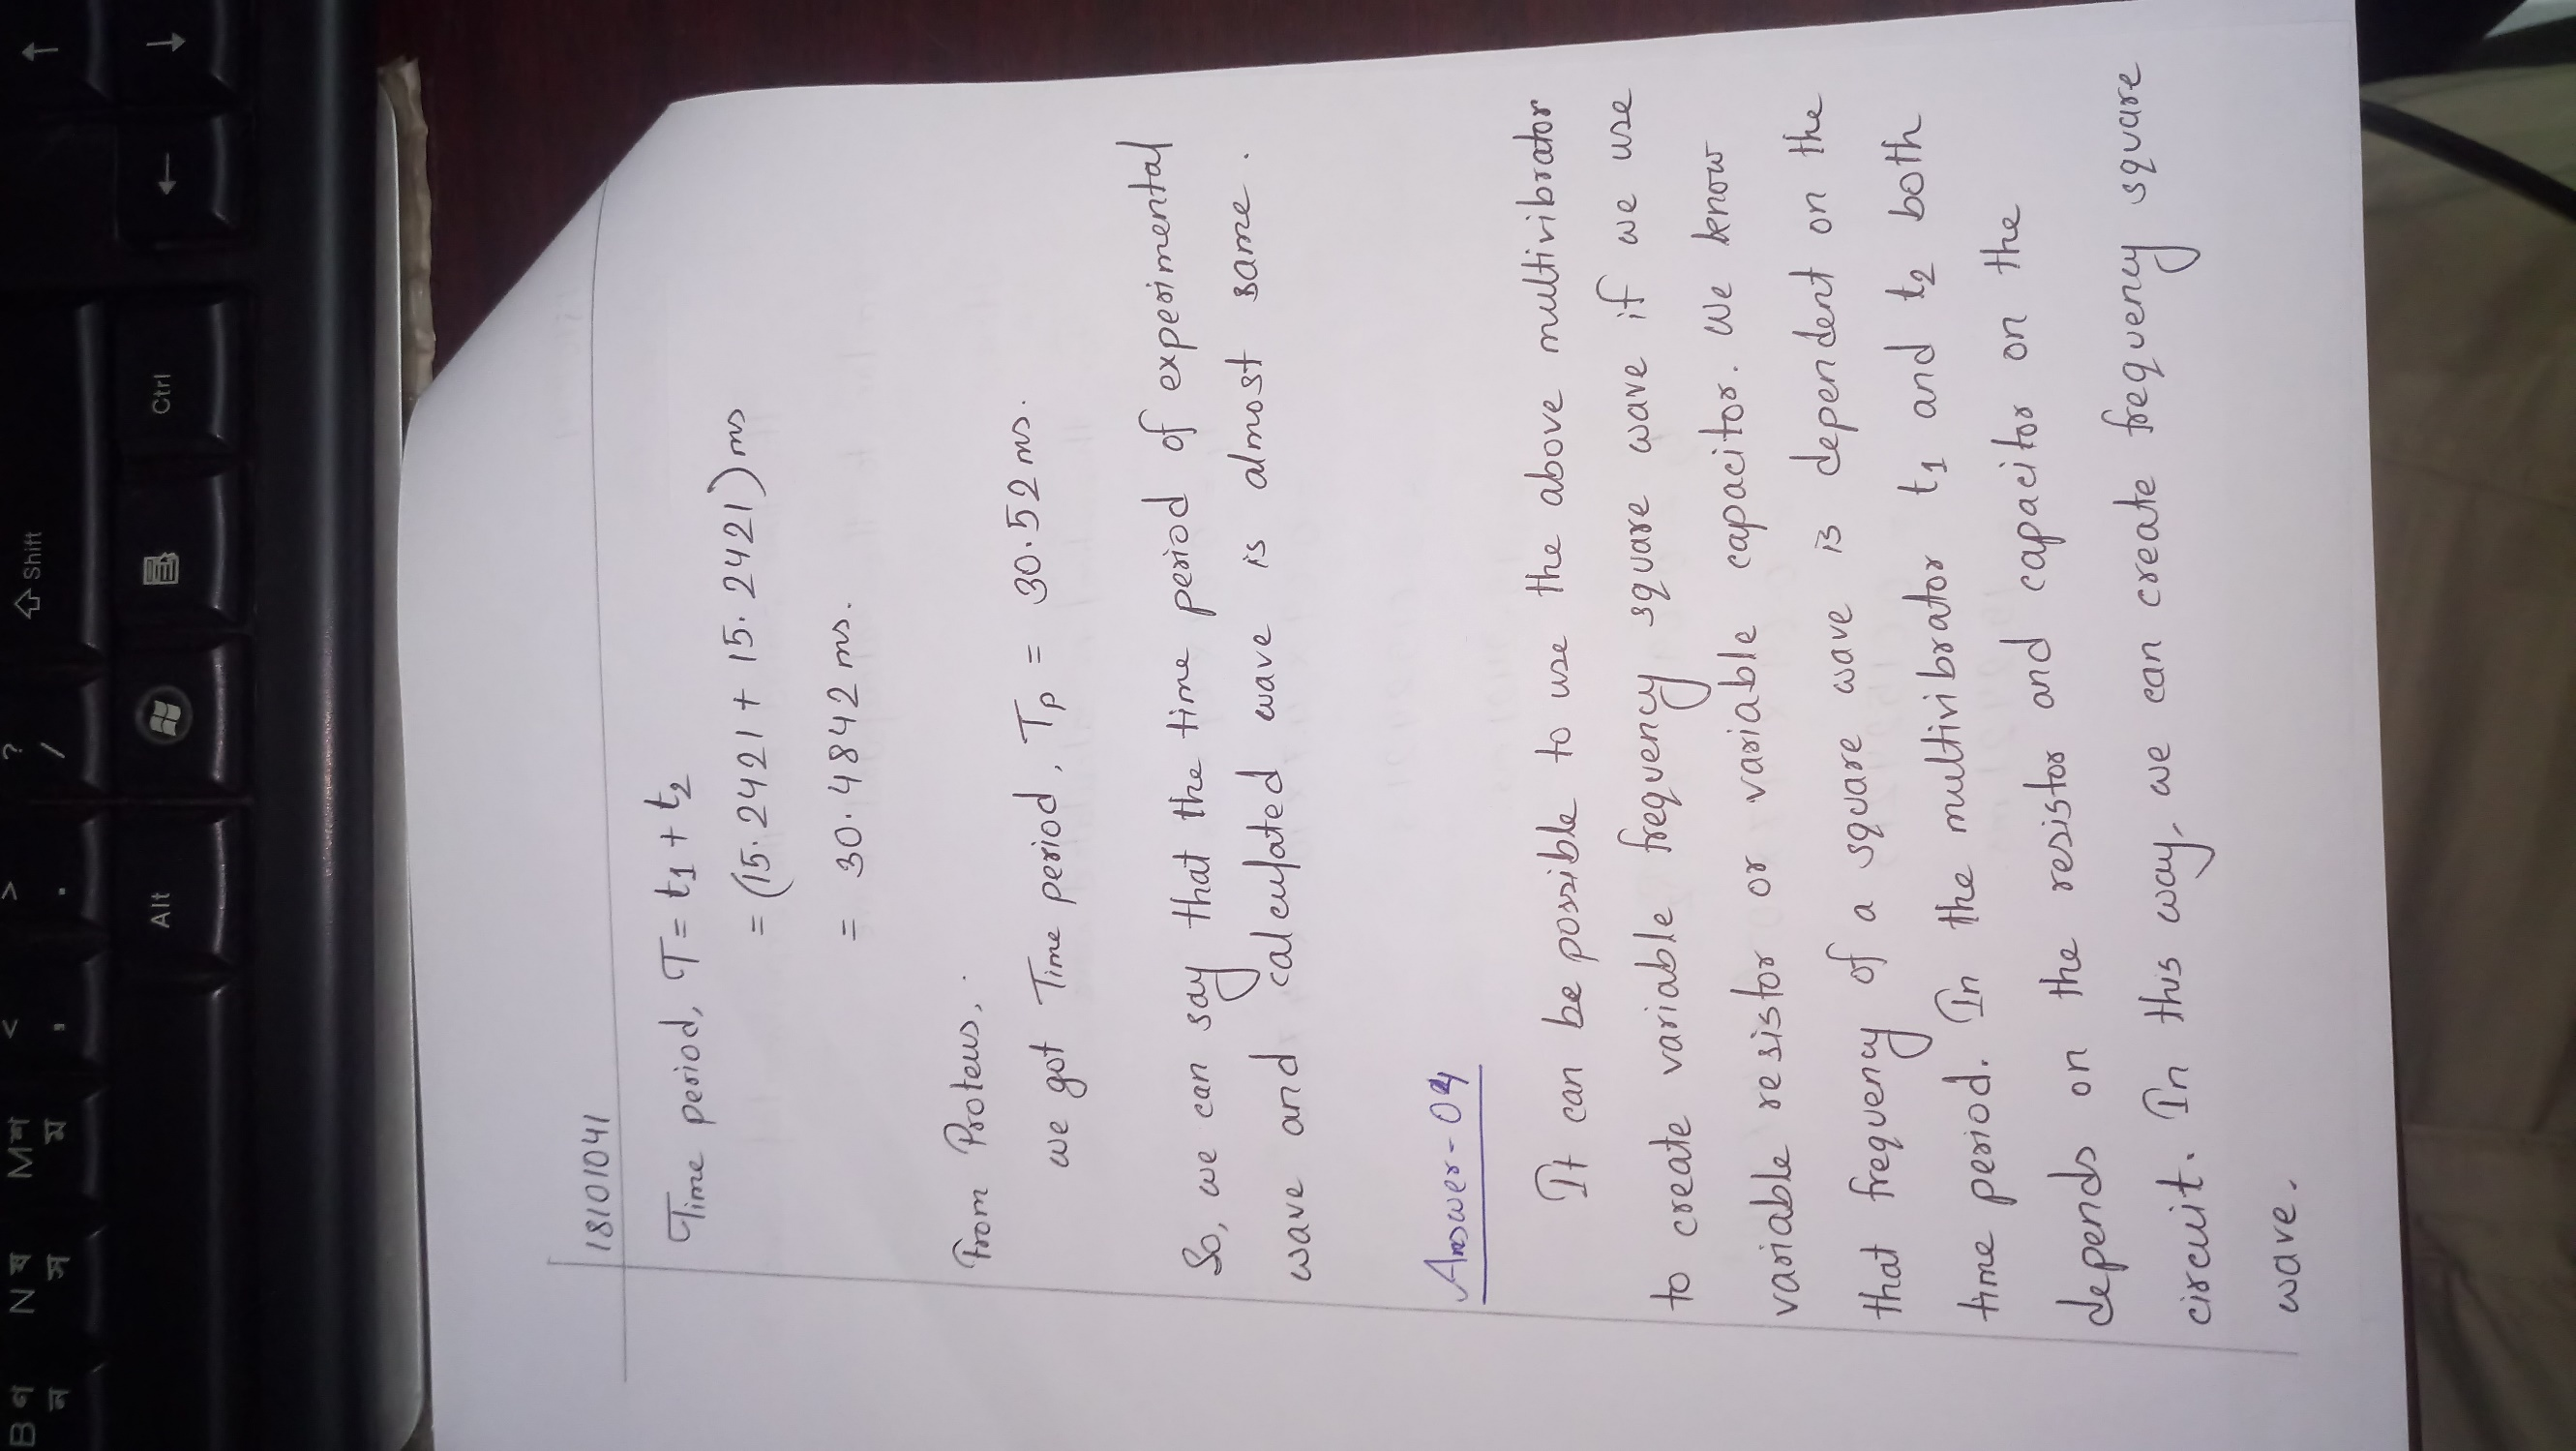 ↑
⇧ Shift
?
/
>
.
<
,
M শ
ম
N ষ
স
B ণ
ন
↓
←
Ctrl
Alt
18101041
Time period, T = t₁ + t₂
= (15.2421 + 15.2421) ms
= 30.4842 ms.
From Proteus,
we got Time period, Tp = 30.52 ms.
So, we can say that the time period of experimental
wave and calculated wave is almost same.
Answer-04
It can be possible to use the above multivibrator
to create variable frequency square wave if we use
variable resistor or variable capacitor. We know
that frequency of a square wave is dependent on the
time period. In the multivibrator t₁ and t₂ both
depends on the resistor and capacitor on the
circuit. In this way, we can create frequency square
wave.